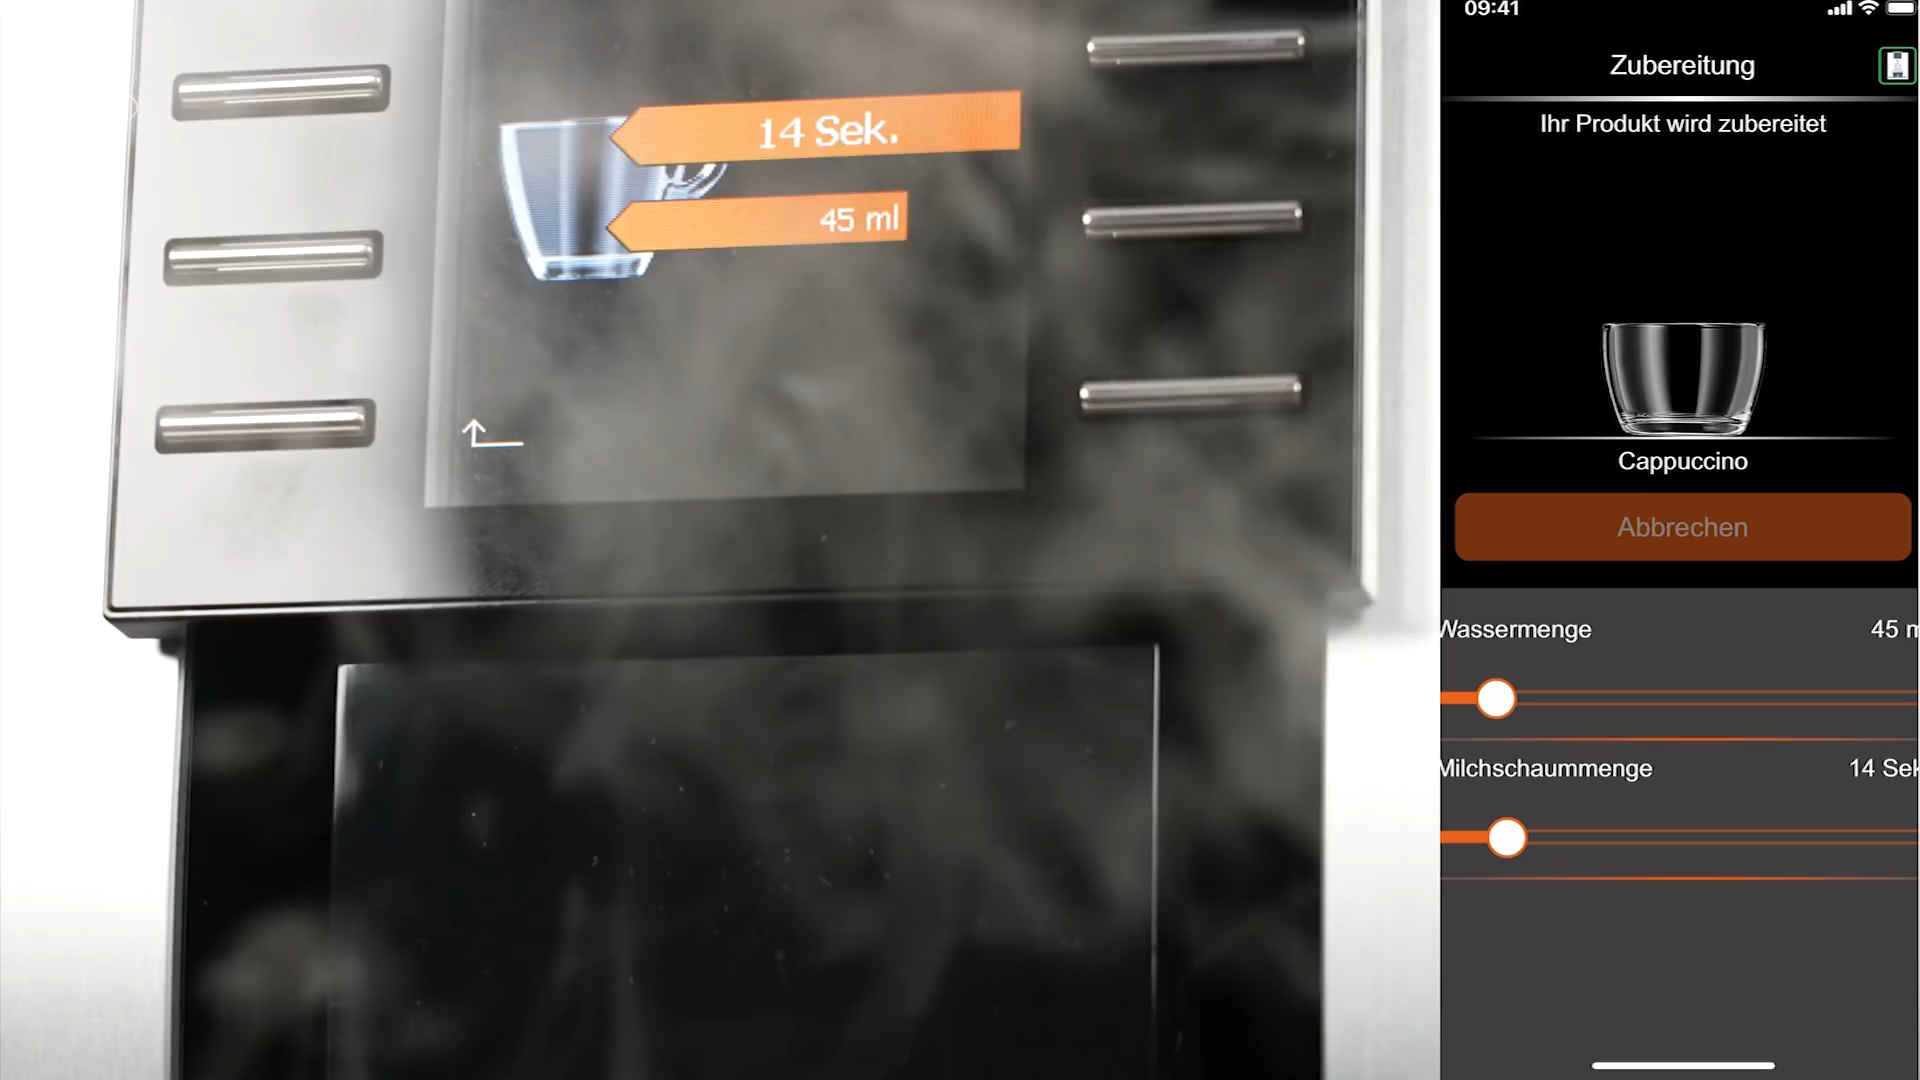 14 Sek.
45 ml
09:41
Zubereitung
Ihr Produkt wird zubereitet
Cappuccino
Abbrechen
Wassermenge
45 m
Milchschaummenge
14 Sek